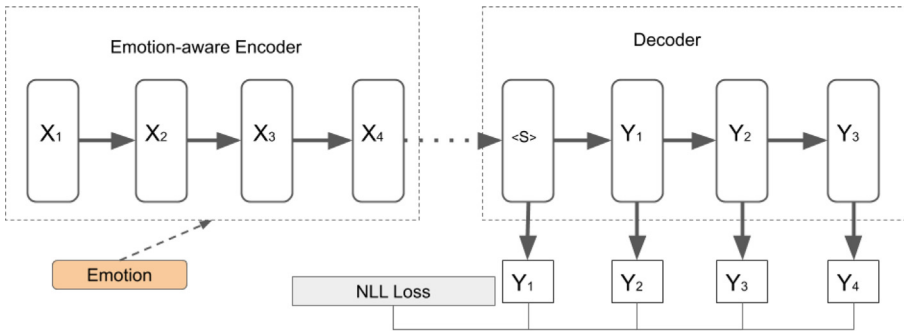 Emotion-aware Encoder
Decoder
X1 X2 X3 X4 <S> Y1 Y2 Y3
Emotion
Y1 Y2 Y3 Y4
NLL Loss